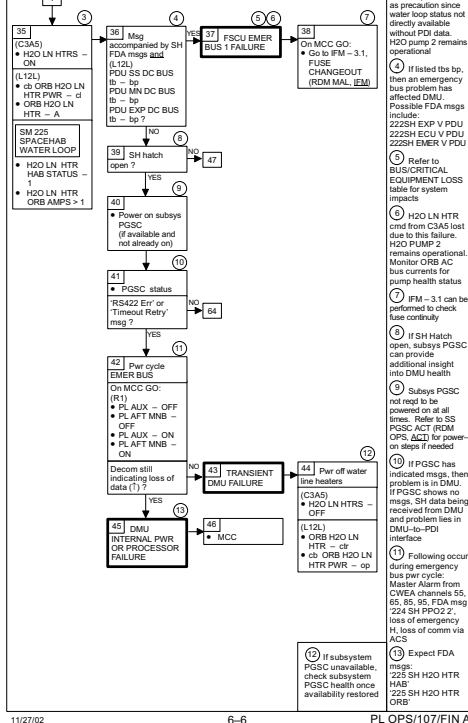 3
35
(C3A5)
• H2O LN HTRS –
ON
(L12L)
• cb ORB H2O LN
HTR PWR – cl
• ORB H2O LN
HTR – A
SM 225
SPACEHAB
WATER LOOP
• H2O LN HTR
HAB STATUS –
1
• H2O LN HTR
ORB AMPS > 1
4
36 Msg
accompanied by SH
FDA msgs and
(L12L)
PDU SS DC BUS
tb – bp
PDU MN DC BUS
tb – bp
PDU EXP DC BUS
tb – bp ?
YES
NO
5 6
37 FSCU EMER
BUS 1 FAILURE
7
38
On MCC GO:
• Go to IFM – 3.1,
FUSE
CHANGEOUT
(RDM MAL, IFM)
8
39 SH hatch
open ?
NO
47
YES
9
40
• Power on subsys
PGSC
(if available and
not already on)
10
41
• PGSC status
'RS422 Err' or
'Timeout Retry'
msg ?
NO
64
YES
11
42 Pwr cycle
EMER BUS
On MCC GO:
(R1)
• PL AUX – OFF
• PL AFT MNB –
OFF
• PL AUX – ON
• PL AFT MNB –
ON
Decom still
indicating loss of
data (↑) ?
NO
43 TRANSIENT
DMU FAILURE
YES
12
44 Pwr off water
line heaters
(C3A5)
• H2O LN HTRS –
OFF
(L12L)
• ORB H2O LN
HTR – ctr
• cb ORB H2O LN
HTR PWR – op
13
45 DMU
INTERNAL PWR
OR PROCESSOR
FAILURE
46
• MCC
12 If subsystem
PGSC unavailable,
check subsystem
PGSC health once
availability restored
as precaution since
water loop status not
directly available
without PDI data.
H2O pump 2 remains
operational
4 If listed tbs bp,
then an emergency
bus problem has
affected DMU.
Possible FDA msgs
include:
222SH EXP V PDU
222SH ECU V PDU
222SH EMER V PDU
5 Refer to
BUS/CRITICAL
EQUIPMENT LOSS
table for system
impacts
6 H2O LN HTR
cmd from C3A5 lost
due to this failure.
H2O PUMP 2
remains operational.
Monitor ORB AC
bus currents for
pump health status
7 IFM – 3.1 can be
performed to check
fuse continuity
8 If SH Hatch
open, subsys PGSC
can provide
additional insight
into DMU health
9 Subsys PGSC
not reqd to be
powered on at all
times. Refer to SS
PGSC ACT (RDM
OPS, ACT) for power–
on steps if needed
10 If PGSC has
indicated msgs, then
problem is in DMU.
If PGSC shows no
msgs, SH data being
received from DMU
and problem lies in
DMU–to–PDI
interface
11 Following occur
during emergency
bus pwr cycle:
Master Alarm from
CWEA channels 55,
65, 85, 95, FDA msg
'224 SH PPO2 2',
loss of emergency
H, loss of comm via
ACS
13 Expect FDA
msgs:
'225 SH H2O HTR
HAB'
'225 SH H2O HTR
ORB'
11/27/02
6–6
PL OPS/107/FIN A